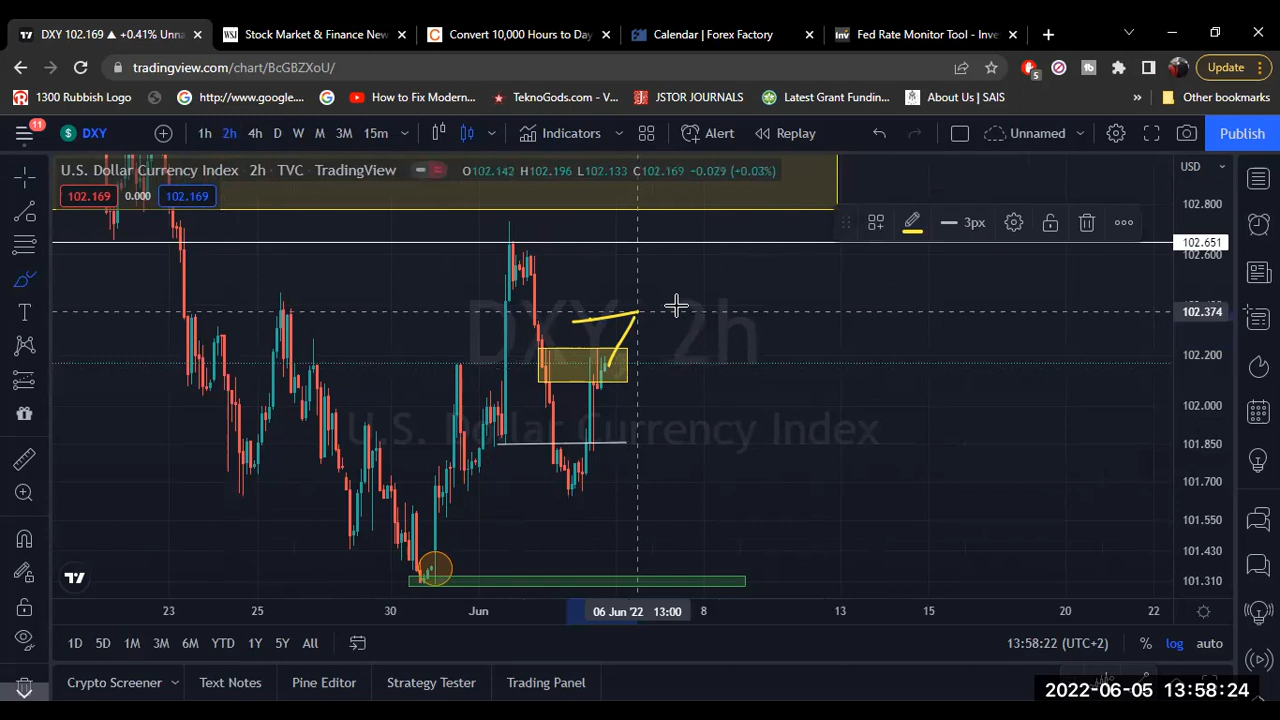 DXY 102.169 ▲ +0.41% Unna
WSJ Stock Market & Finance New
C Convert 10,000 Hours to Day
Calendar | Forex Factory
Inv Fed Rate Monitor Tool - Inve
tradingview.com/chart/BcGBZXoU/
5
Update
1300 Rubbish Logo
http://www.google....
How to Fix Modern...
TeknoGods.com - V...
JSTOR JOURNALS
Latest Grant Fundin...
About Us | SAIS
»
Other bookmarks
11
DXY
1h 2h 4h D W M 3M 15m
Indicators
Alert
Replay
Unnamed
Publish
U.S. Dollar Currency Index · 2h · TVC · TradingView
O102.142 H102.196 L102.133 C102.169 -0.029 (+0.03%)
USD
102.169 0.000 102.169
3px
102.800
102.651
102.600
102.374
102.200
102.000
101.850
101.700
101.550
101.430
101.310
DXY, 2h
U.S. Dollar Currency Index
23 25 30 Jun 06 Jun '22 13:00 8 13 15 20 22
1D 5D 1M 3M 6M YTD 1Y 5Y All
13:58:22 (UTC+2)
% log auto
Crypto Screener
Text Notes
Pine Editor
Strategy Tester
Trading Panel
2022-06-05 13:58:24